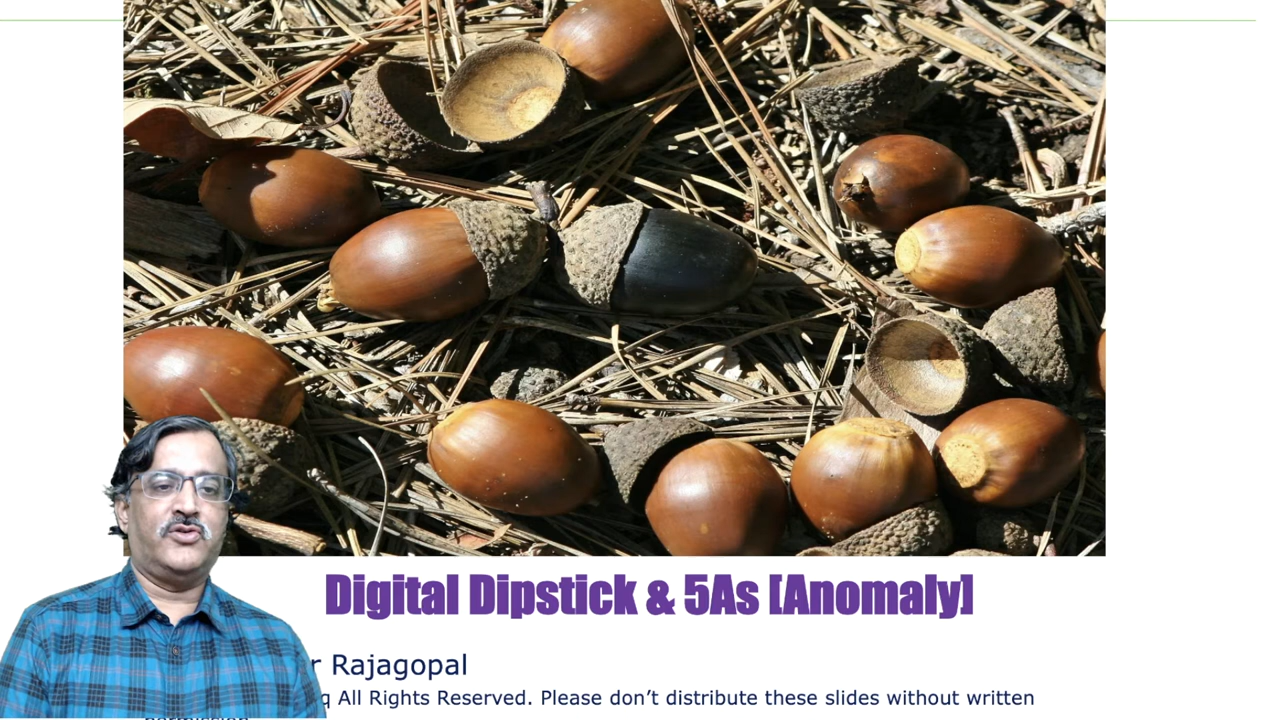 Digital Dipstick & 5As [Anomaly]
Rajagopal
All Rights Reserved. Please don’t distribute these slides without written